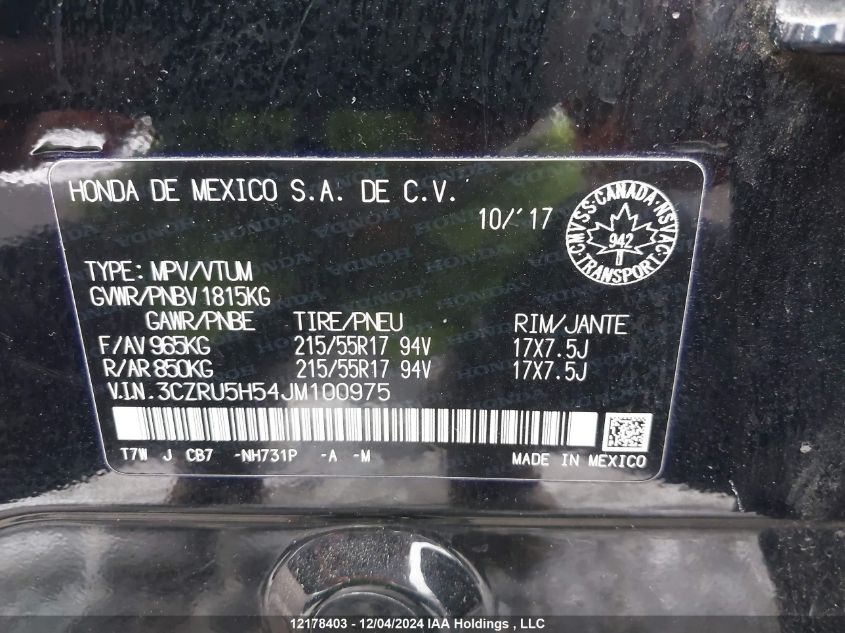 HONDA DE MEXICO S.A. DE C.V.
10/'17
CMVSS · CANADA · NSVAC
942
TRANSPORT
TYPE: MPV/VTUM
GVWR/PNBV 1815KG
GAWR/PNBE TIRE/PNEU RIM/JANTE
F/AV 965KG 215/55R17 94V 17X7.5J
R/AR 850KG 215/55R17 94V 17X7.5J
V.I.N. 3CZRU5H54JM100975
T7W J CB7 -NH731P -A -M MADE IN MEXICO
12178403 - 12/04/2024 IAA Holdings , LLC